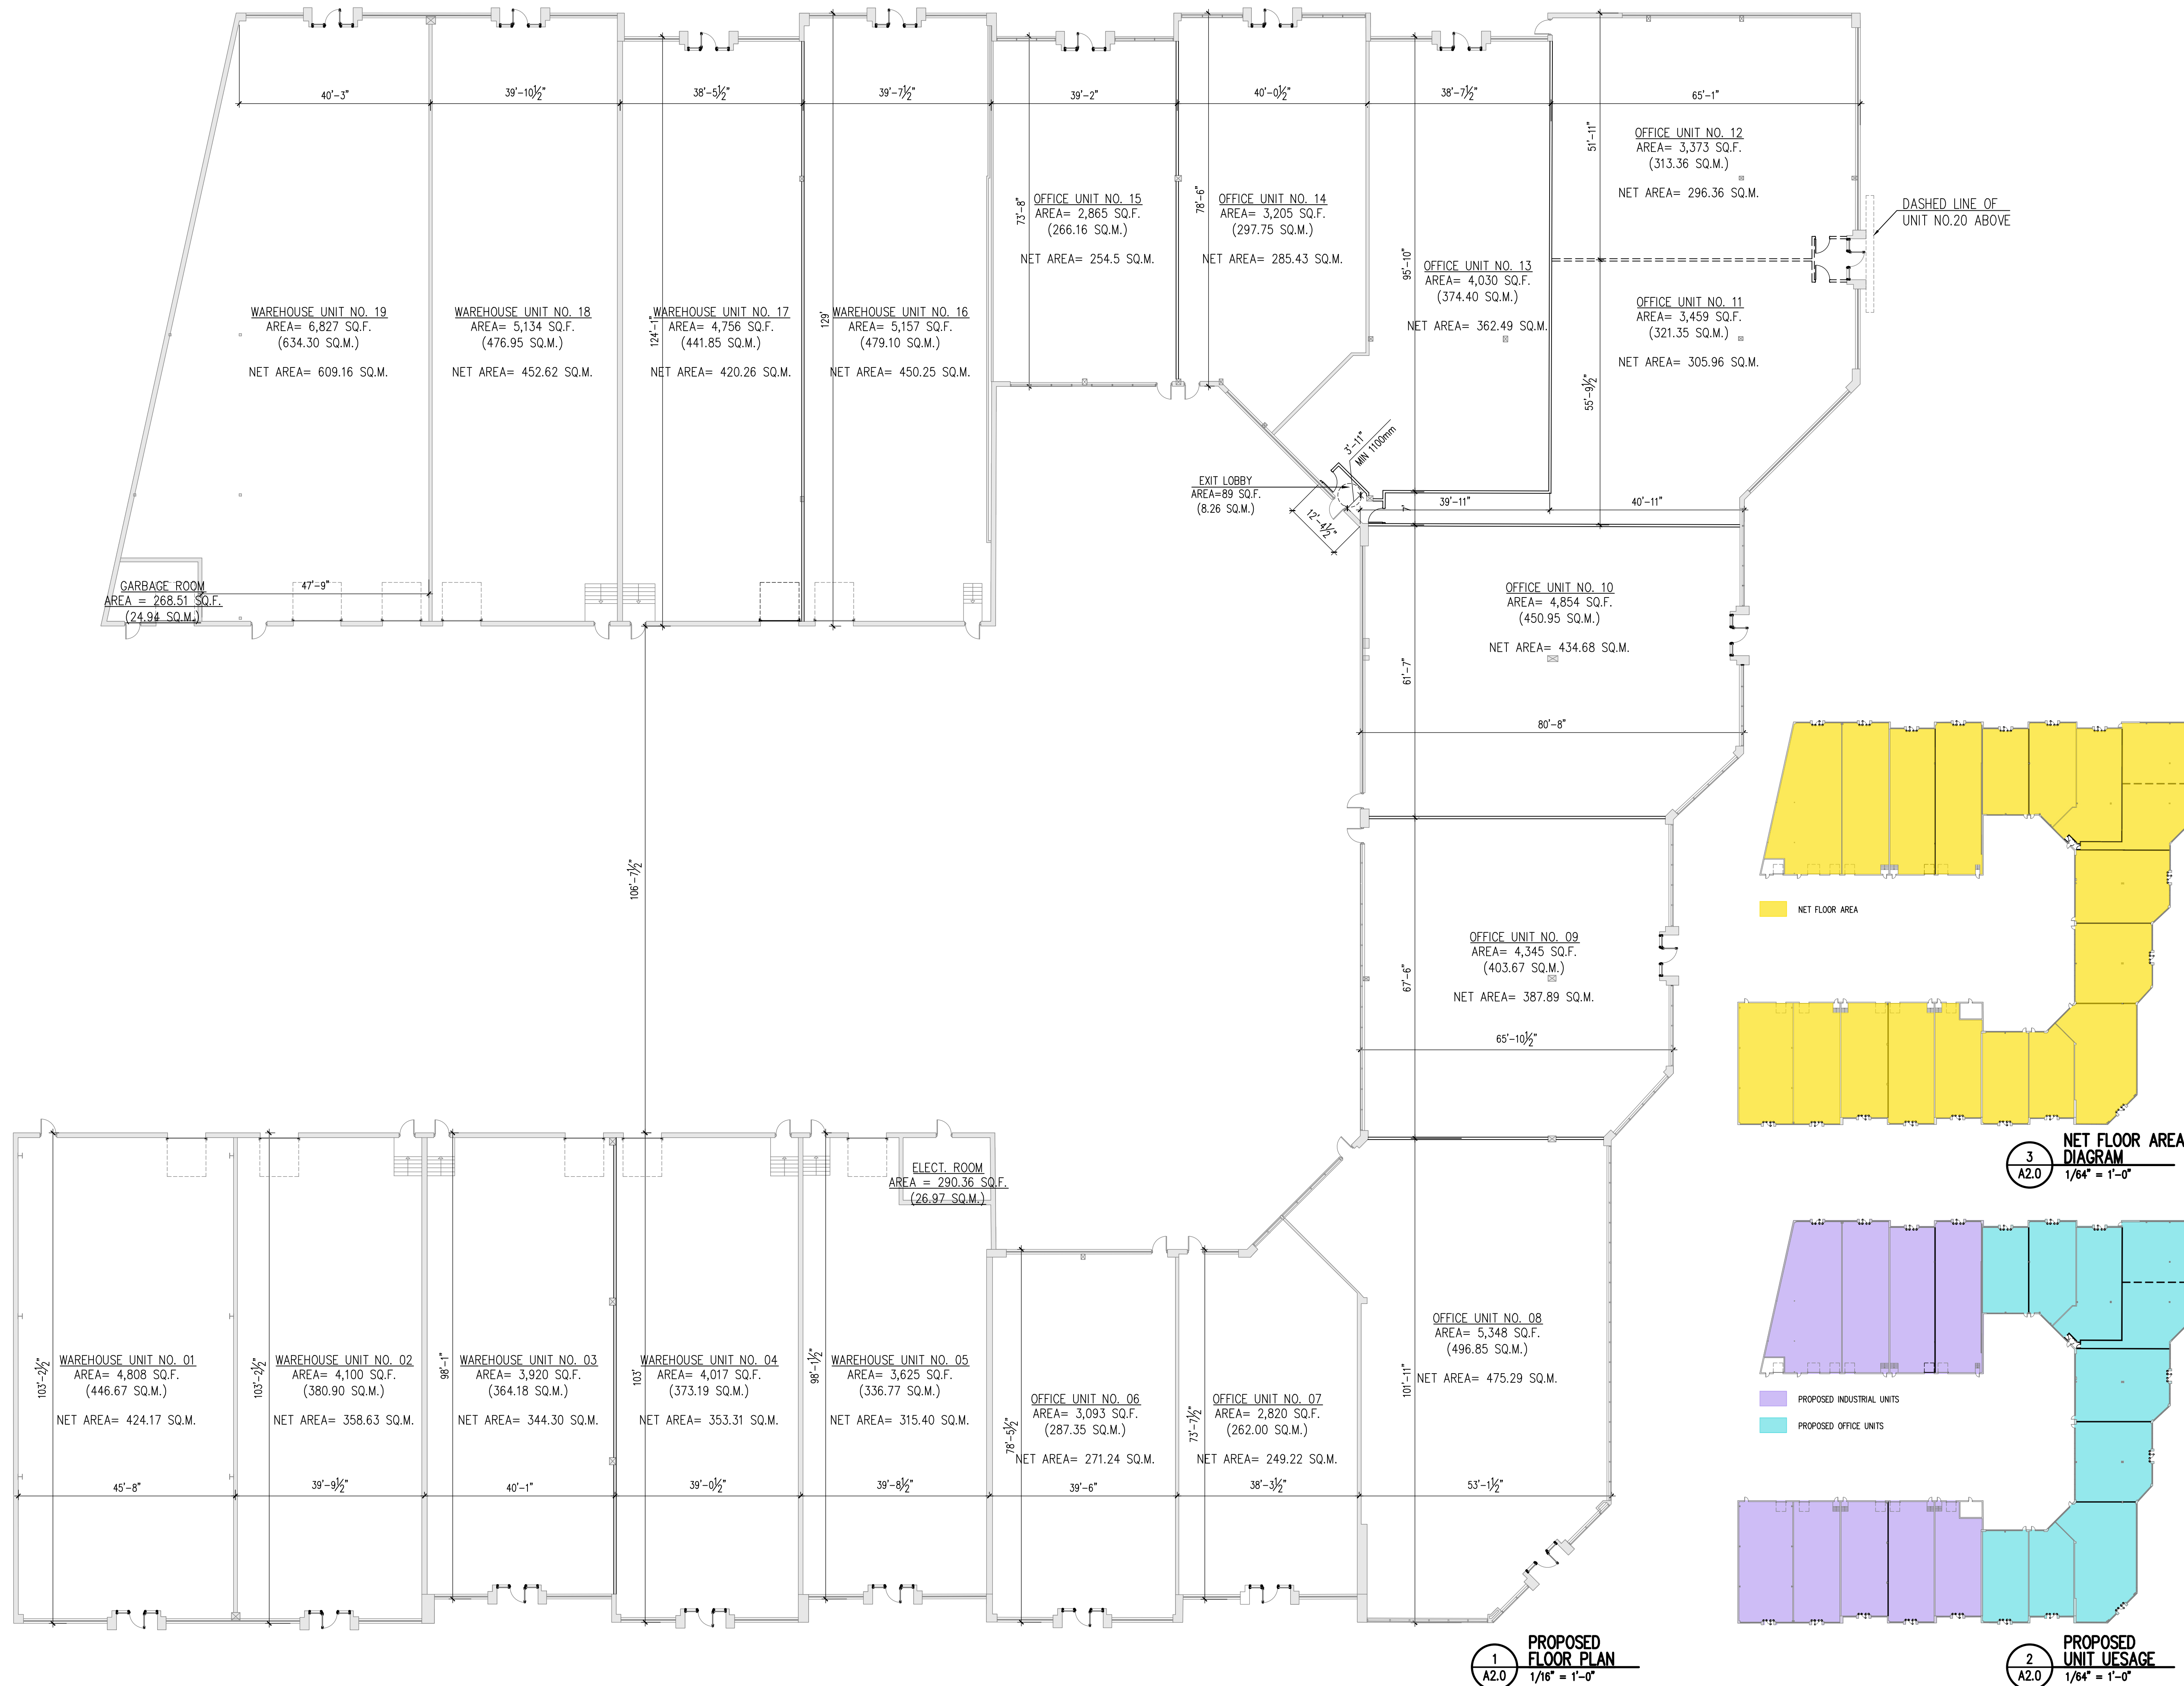 40'-3"
39'-10½"
38'-5½"
39'-7½"
39'-2"
40'-0½"
38'-7½"
65'-1"
WAREHOUSE UNIT NO. 19
AREA= 6,827 SQ.F.
(634.30 SQ.M.)
NET AREA= 609.16 SQ.M.
WAREHOUSE UNIT NO. 18
AREA= 5,134 SQ.F.
(476.95 SQ.M.)
NET AREA= 452.62 SQ.M.
124'-1"
WAREHOUSE UNIT NO. 17
AREA= 4,756 SQ.F.
(441.85 SQ.M.)
NET AREA= 420.26 SQ.M.
129'
WAREHOUSE UNIT NO. 16
AREA= 5,157 SQ.F.
(479.10 SQ.M.)
NET AREA= 450.25 SQ.M.
73'-8"
OFFICE UNIT NO. 15
AREA= 2,865 SQ.F.
(266.16 SQ.M.)
NET AREA= 254.5 SQ.M.
78'-6"
OFFICE UNIT NO. 14
AREA= 3,205 SQ.F.
(297.75 SQ.M.)
NET AREA= 285.43 SQ.M.
95'-10"
OFFICE UNIT NO. 13
AREA= 4,030 SQ.F.
(374.40 SQ.M.)
NET AREA= 362.49 SQ.M.
51'-11"
OFFICE UNIT NO. 12
AREA= 3,373 SQ.F.
(313.36 SQ.M.)
NET AREA= 296.36 SQ.M.
DASHED LINE OF
UNIT NO.20 ABOVE
OFFICE UNIT NO. 11
AREA= 3,459 SQ.F.
(321.35 SQ.M.)
NET AREA= 305.96 SQ.M.
55'-9½"
3'-11"
MIN 1100mm
EXIT LOBBY
AREA=89 SQ.F.
(8.26 SQ.M.)
12'-4½"
39'-11"
40'-11"
7'
GARBAGE ROOM
AREA = 268.51 SQ.F.
(24.94 SQ.M.)
47'-9"
OFFICE UNIT NO. 10
AREA= 4,854 SQ.F.
(450.95 SQ.M.)
NET AREA= 434.68 SQ.M.
61'-7"
80'-8"
106'-7½"
OFFICE UNIT NO. 09
AREA= 4,345 SQ.F.
(403.67 SQ.M.)
NET AREA= 387.89 SQ.M.
67'-6"
65'-10½"
NET FLOOR AREA
3
A2.0
NET FLOOR AREA
DIAGRAM
1/64" = 1'-0"
ELECT. ROOM
AREA = 290.36 SQ.F.
(26.97 SQ.M.)
103'-2½"
WAREHOUSE UNIT NO. 01
AREA= 4,808 SQ.F.
(446.67 SQ.M.)
NET AREA= 424.17 SQ.M.
103'-2½"
WAREHOUSE UNIT NO. 02
AREA= 4,100 SQ.F.
(380.90 SQ.M.)
NET AREA= 358.63 SQ.M.
98'-1"
WAREHOUSE UNIT NO. 03
AREA= 3,920 SQ.F.
(364.18 SQ.M.)
NET AREA= 344.30 SQ.M.
103'
WAREHOUSE UNIT NO. 04
AREA= 4,017 SQ.F.
(373.19 SQ.M.)
NET AREA= 353.31 SQ.M.
98'-1½"
WAREHOUSE UNIT NO. 05
AREA= 3,625 SQ.F.
(336.77 SQ.M.)
NET AREA= 315.40 SQ.M.
78'-5½"
OFFICE UNIT NO. 06
AREA= 3,093 SQ.F.
(287.35 SQ.M.)
NET AREA= 271.24 SQ.M.
73'-7½"
OFFICE UNIT NO. 07
AREA= 2,820 SQ.F.
(262.00 SQ.M.)
NET AREA= 249.22 SQ.M.
101'-11"
OFFICE UNIT NO. 08
AREA= 5,348 SQ.F.
(496.85 SQ.M.)
NET AREA= 475.29 SQ.M.
45'-8"
39'-9½"
40'-1"
39'-0½"
39'-8½"
39'-6"
38'-3½"
53'-1½"
PROPOSED INDUSTRIAL UNITS
PROPOSED OFFICE UNITS
1
A2.0
PROPOSED
FLOOR PLAN
1/16" = 1'-0"
2
A2.0
PROPOSED
UNIT UESAGE
1/64" = 1'-0"